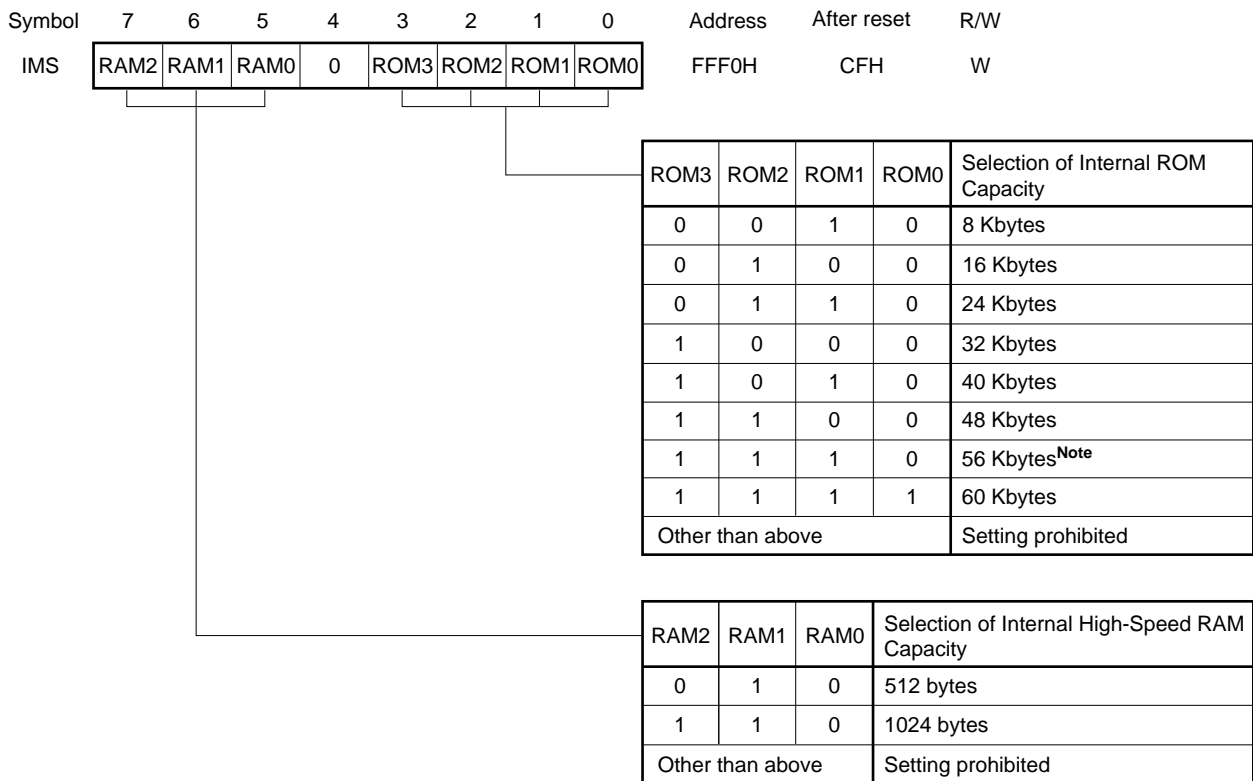 Symbol 7 6 5 4 3 2 1 0 Address After reset R/W
IMS RAM2 RAM1 RAM0 0 ROM3 ROM2 ROM1 ROM0 FFF0H CFH W
ROM3 ROM2 ROM1 ROM0 Selection of Internal ROM
Capacity
0 0 1 0 8 Kbytes
0 1 0 0 16 Kbytes
0 1 1 0 24 Kbytes
1 0 0 0 32 Kbytes
1 0 1 0 40 Kbytes
1 1 0 0 48 Kbytes
1 1 1 0 56 KbytesNote
1 1 1 1 60 Kbytes
Other than above Setting prohibited
RAM2 RAM1 RAM0 Selection of Internal High-Speed RAM
Capacity
0 1 0 512 bytes
1 1 0 1024 bytes
Other than above Setting prohibited